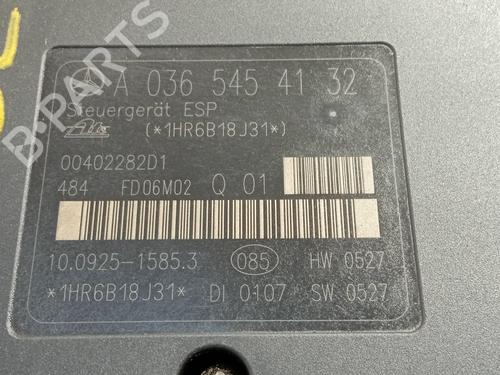 A 036 545 41 32
Steuergerät ESP
Ate (*1HR6B18J31*)
00402282D1
484 FD06M02 Q 01
10.0925-1585.3 085 HW 0527
*1HR6B18J31* DI 0107 SW 0527
B-PARTS